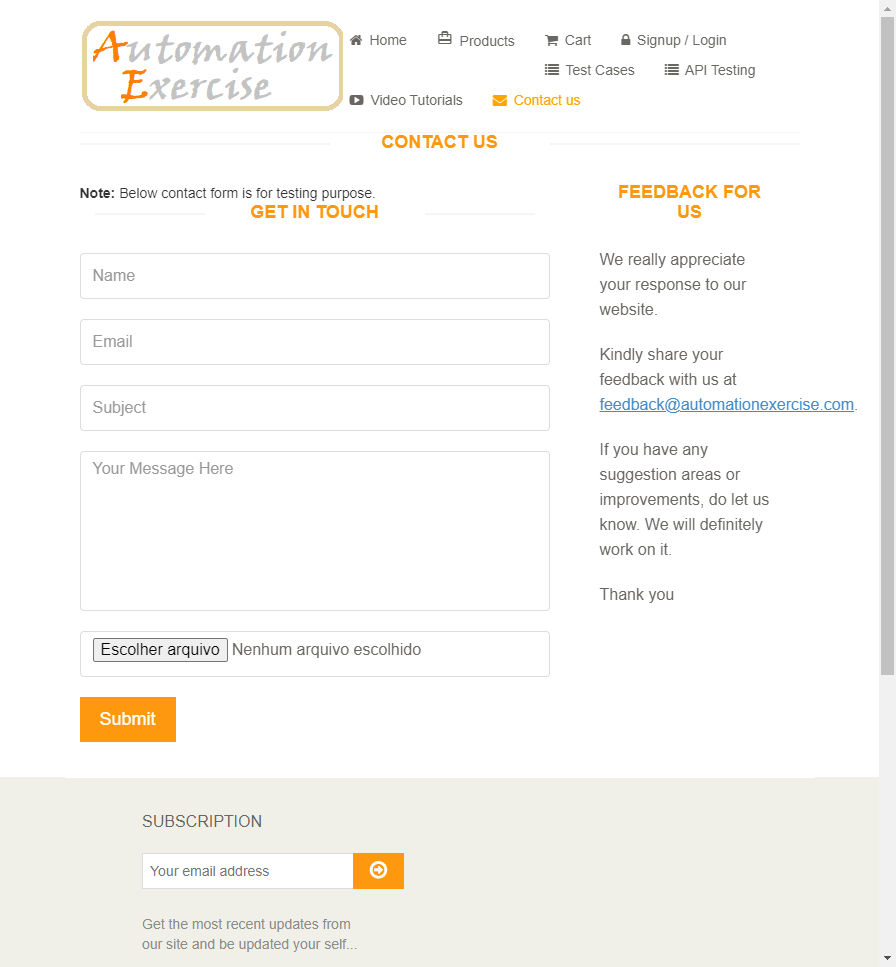 Automation
Exercise
Home Products Cart Signup / Login
Test Cases API Testing
Video Tutorials Contact us
CONTACT US
Note: Below contact form is for testing purpose.
GET IN TOUCH
Name
Email
Subject
Your Message Here
Escolher arquivo Nenhum arquivo escolhido
Submit
FEEDBACK FOR
US
We really appreciate
your response to our
website.
Kindly share your
feedback with us at
feedback@automationexercise.com.
If you have any
suggestion areas or
improvements, do let us
know. We will definitely
work on it.
Thank you
SUBSCRIPTION
Your email address
Get the most recent updates from
our site and be updated your self...